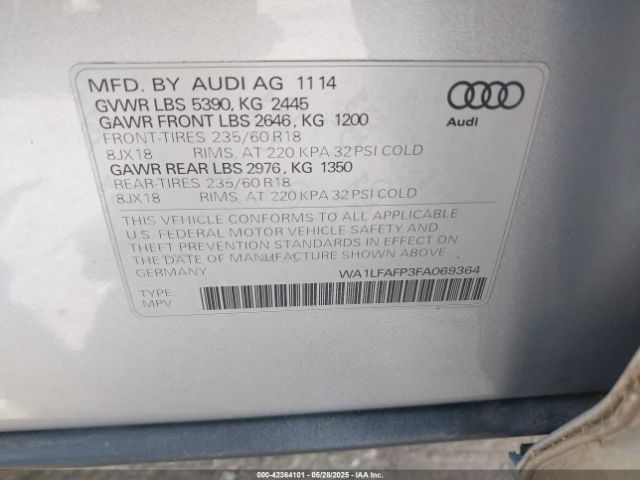 MFD. BY AUDI AG 1114
GVWR LBS 5390, KG 2445
GAWR FRONT LBS 2646, KG 1200
FRONT-TIRES 235/60 R18
8JX18 RIMS, AT 220 KPA 32 PSI COLD
GAWR REAR LBS 2976, KG 1350
REAR-TIRES 235/60 R18
8JX18 RIMS, AT 220 KPA 32 PSI COLD
Audi
THIS VEHICLE CONFORMS TO ALL APPLICABLE
U.S. FEDERAL MOTOR VEHICLE SAFETY AND
THEFT PREVENTION STANDARDS IN EFFECT ON
THE DATE OF MANUFACTURE SHOWN ABOVE.
GERMANY WA1LFAFP3FA069364
TYPE
MPV
000-42364101 | 05/28/2025 | IAAI.COM